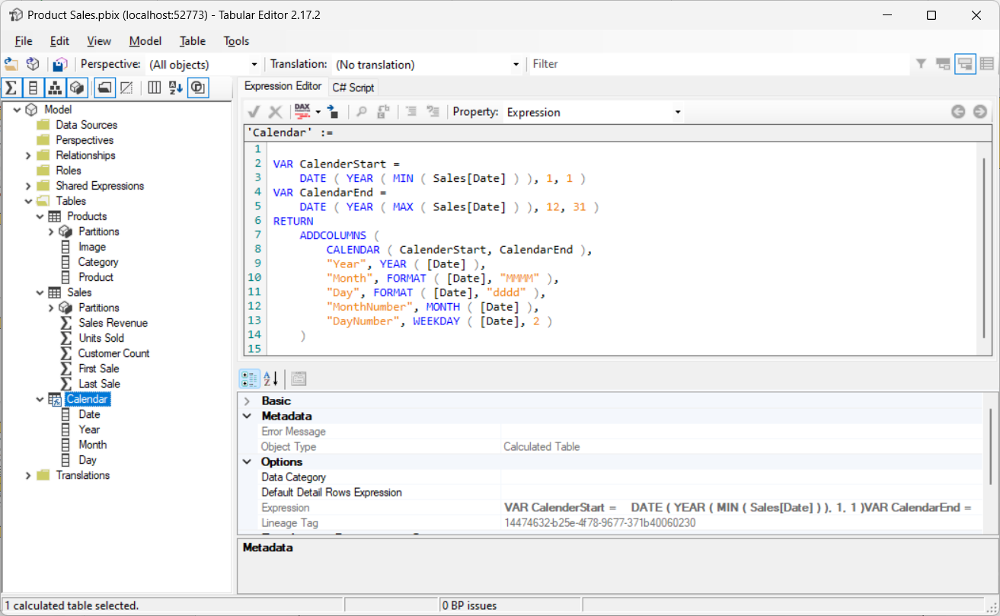 Product Sales.pbix (localhost:52773) - Tabular Editor 2.17.2
File Edit View Model Table Tools
Perspective: (All objects) Translation: (No translation) Filter
Model
Data Sources
Perspectives
Relationships
Roles
Shared Expressions
Tables
Products
Partitions
Image
Category
Product
Sales
Partitions
Sales Revenue
Units Sold
Customer Count
First Sale
Last Sale
Calendar
Date
Year
Month
Day
Translations
Expression Editor C# Script
DAX Property: Expression
'Calendar' :=
1
2 VAR CalenderStart =
3 DATE ( YEAR ( MIN ( Sales[Date] ) ), 1, 1 )
4 VAR CalendarEnd =
5 DATE ( YEAR ( MAX ( Sales[Date] ) ), 12, 31 )
6 RETURN
7 ADDCOLUMNS (
8 CALENDAR ( CalenderStart, CalendarEnd ),
9 "Year", YEAR ( [Date] ),
10 "Month", FORMAT ( [Date], "MMMM" ),
11 "Day", FORMAT ( [Date], "dddd" ),
12 "MonthNumber", MONTH ( [Date] ),
13 "DayNumber", WEEKDAY ( [Date], 2 )
14 )
15
Basic
Metadata
Error Message
Object Type Calculated Table
Options
Data Category
Default Detail Rows Expression
Expression VAR CalenderStart = DATE ( YEAR ( MIN ( Sales[Date] ) ), 1, 1 )VAR CalendarEnd =
Lineage Tag 14474632-b25e-4f78-9677-371b40060230
Metadata
1 calculated table selected. 0 BP issues